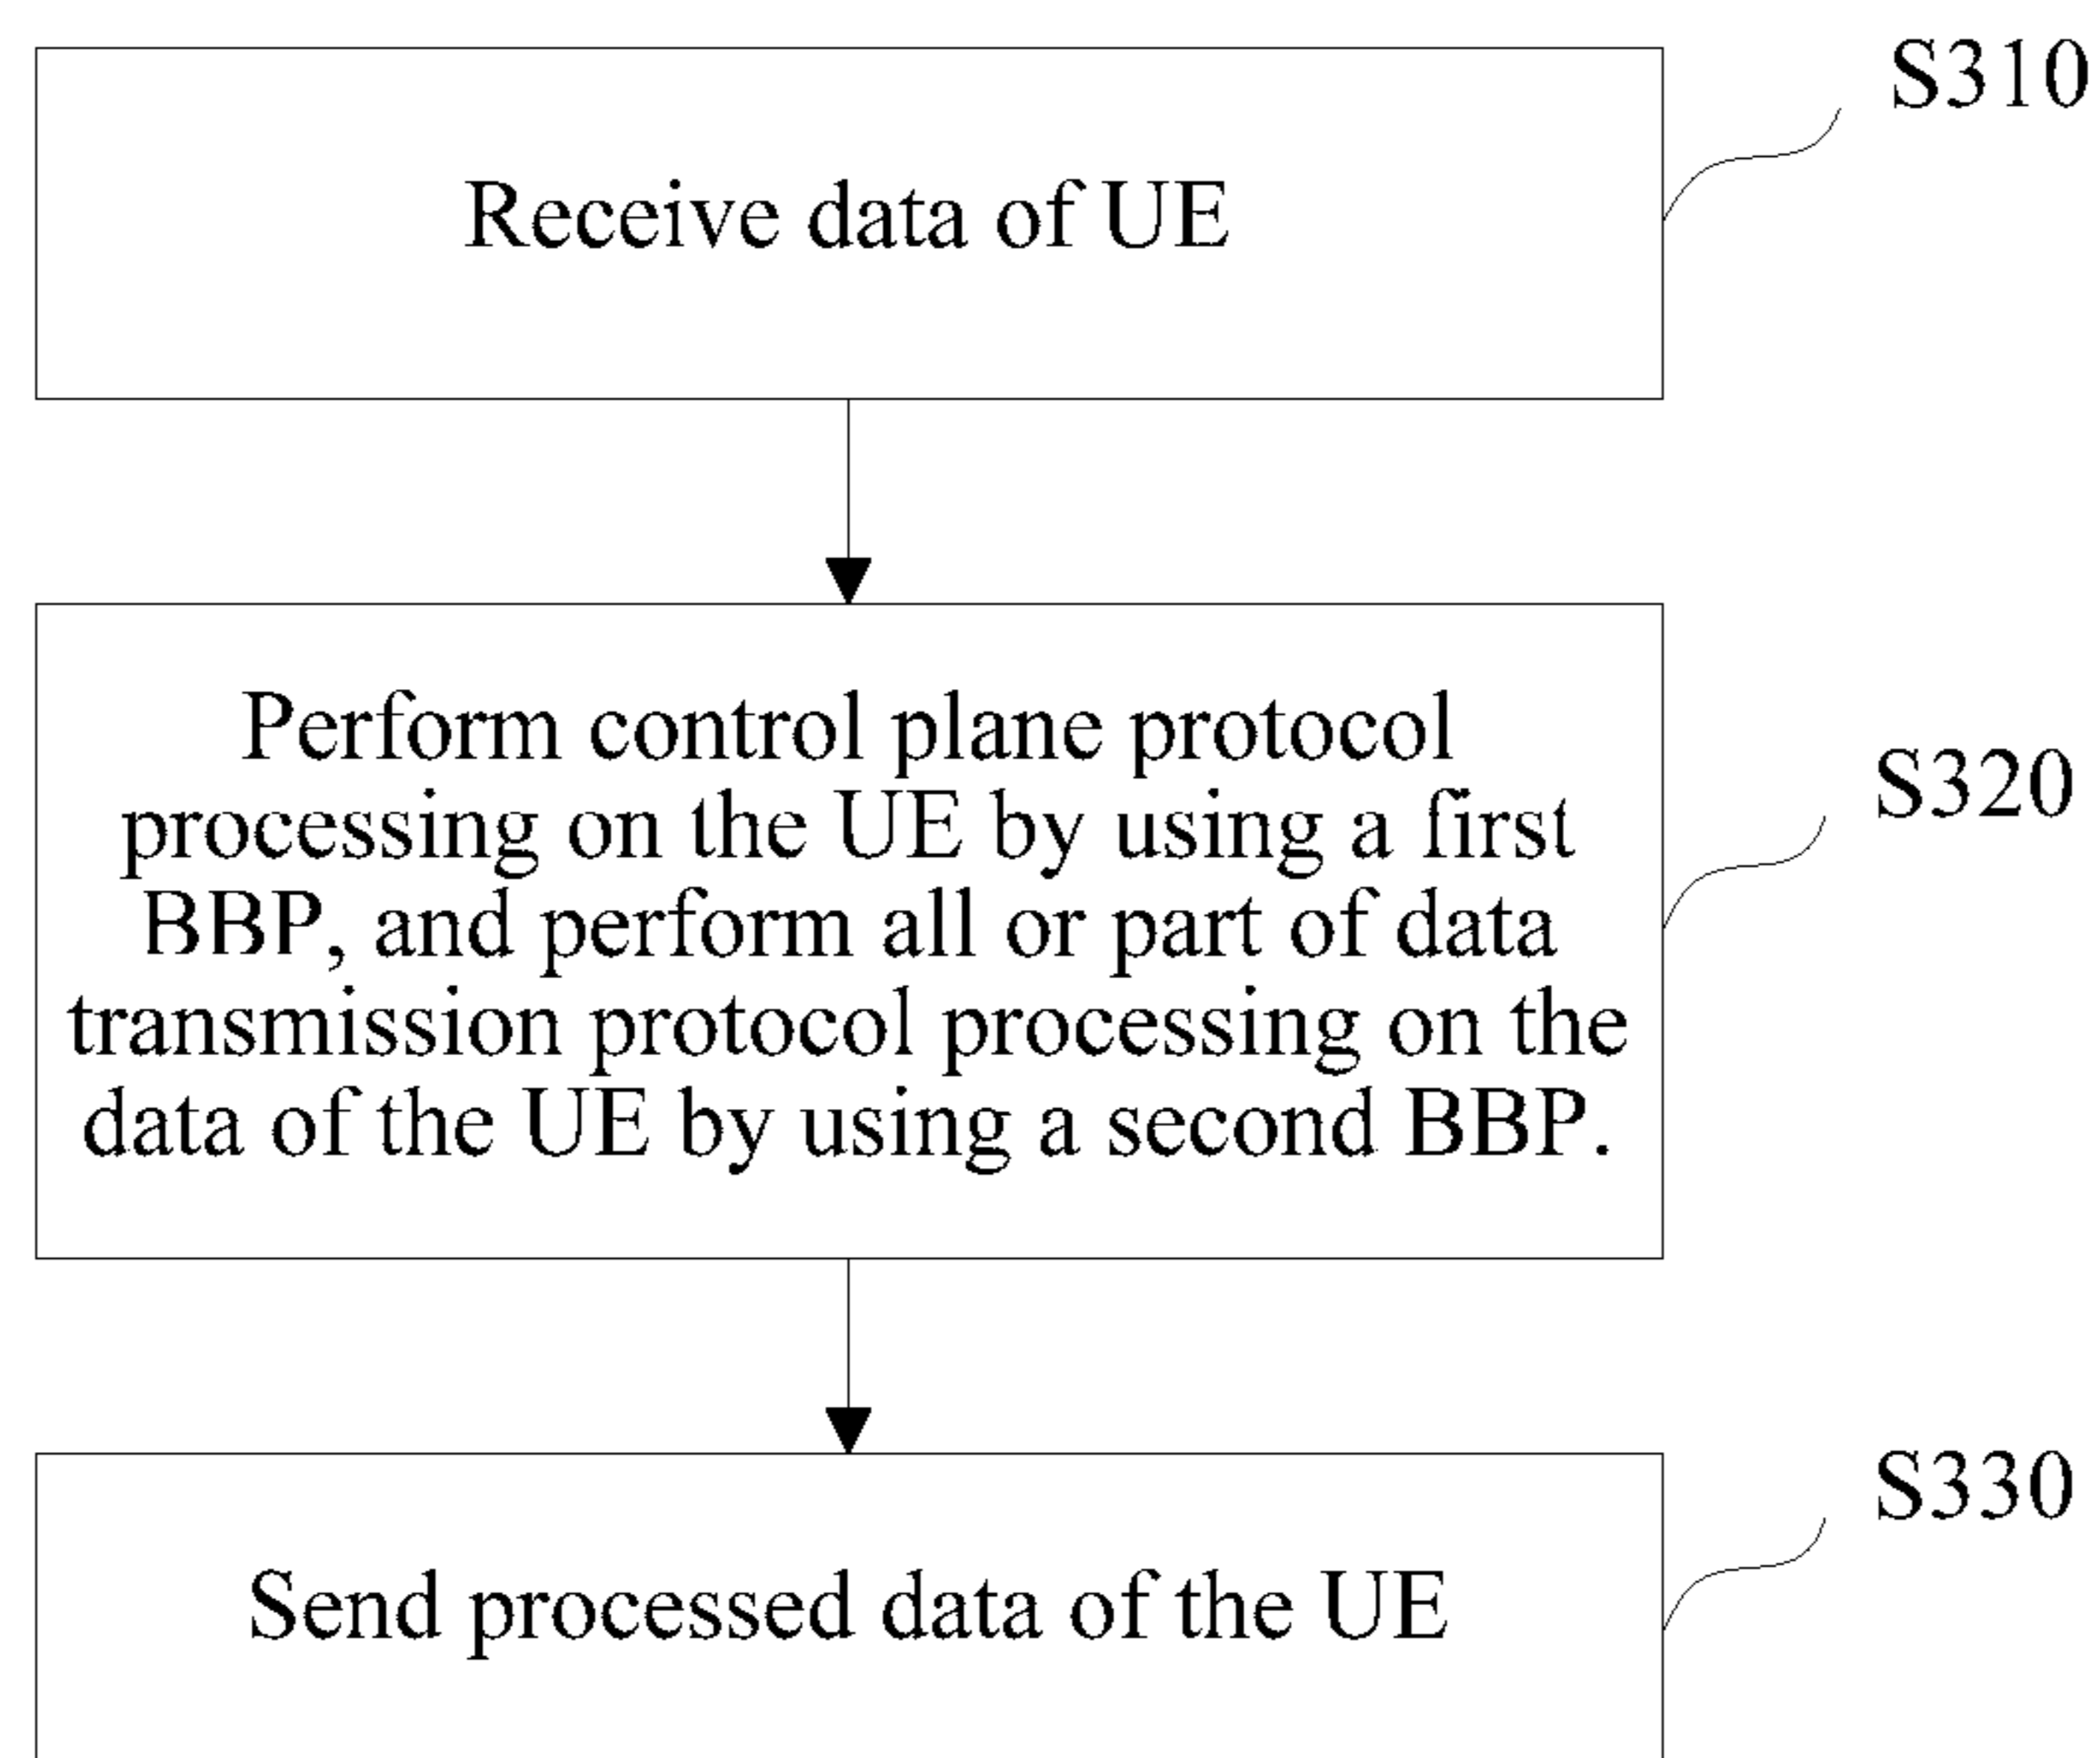 S310
Receive data of UE
Perform control plane protocol
processing on the UE by using a first
BBP, and perform all or part of data
transmission protocol processing on the
data of the UE by using a second BBP.
S320
S330
Send processed data of the UE